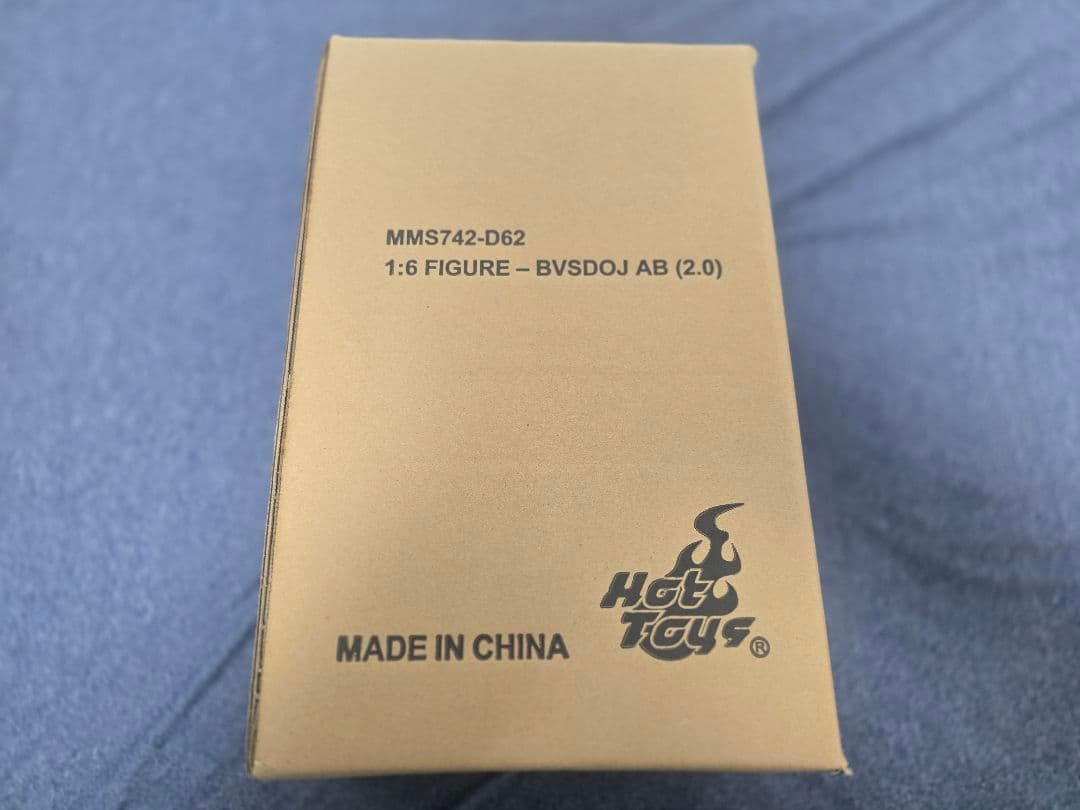 MMS742-D62
1:6 FIGURE – BVSDOJ AB (2.0)
Hot
Toys®
MADE IN CHINA